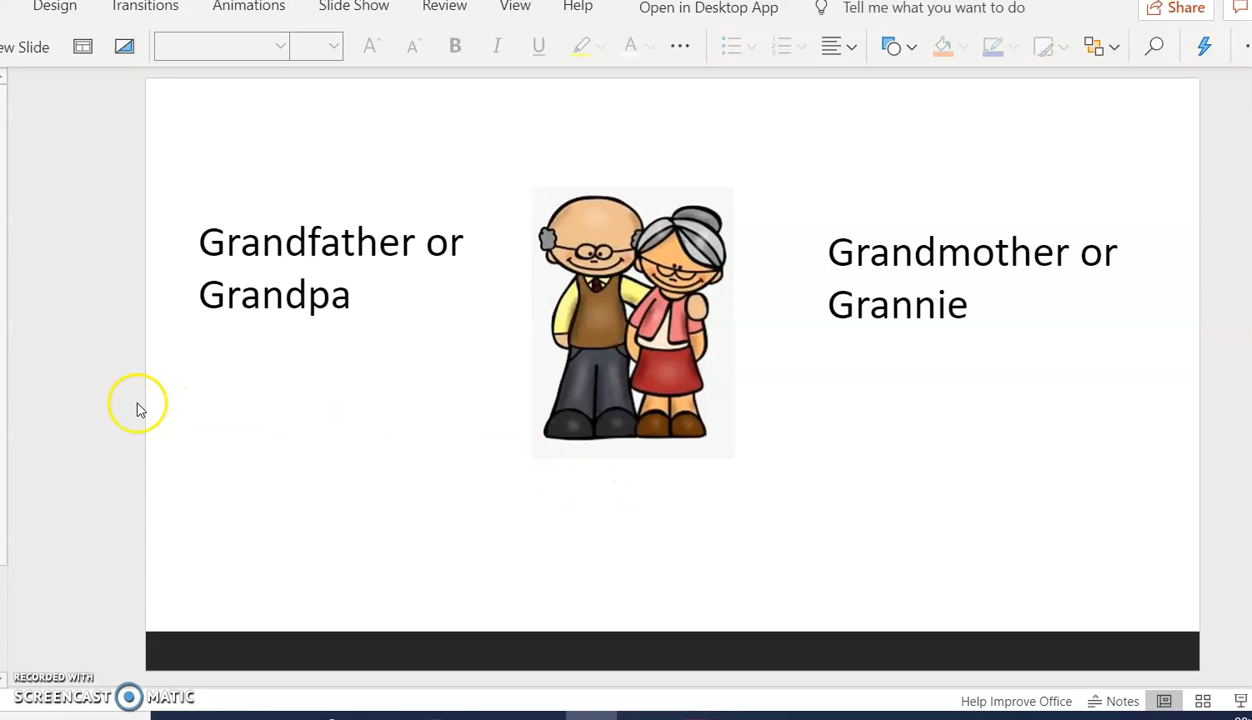 Design Transitions Animations Slide Show Review View Help Open in Desktop App Tell me what you want to do Share
ew Slide B I U A
Grandfather or
Grandpa
Grandmother or
Grannie
RECORDED WITH
SCREENCAST MATIC
Help Improve Office Notes